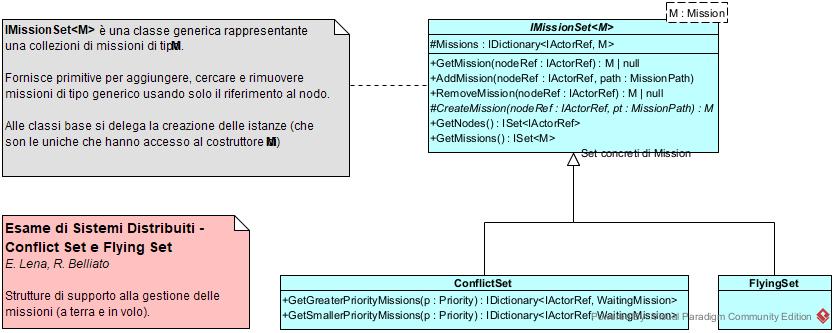 IMissionSet<M> è una classe generica rappresentante
una collezioni di missioni di tipo M.
Fornisce primitive per aggiungere, cercare e rimuovere
missioni di tipo generico usando solo il riferimento al nodo.
Alle classi base si delega la creazione delle istanze (che
son le uniche che hanno accesso al costruttore di M)
M : Mission
IMissionSet<M>
#Missions : IDictionary<IActorRef, M>
+GetMission(nodeRef : IActorRef) : M | null
+AddMission(nodeRef : IActorRef, path : MissionPath)
+RemoveMission(nodeRef : IActorRef) : M | null
#CreateMission(nodeRef : IActorRef, pt : MissionPath) : M
+GetNodes() : ISet<IActorRef>
+GetMissions() : ISet<M>
Set concreti di Mission
Esame di Sistemi Distribuiti -
Conflict Set e Flying Set
E. Lena, R. Belliato
Strutture di supporto alla gestione delle
missioni (a terra e in volo).
ConflictSet
+GetGreaterPriorityMissions(p : Priority) : IDictionary<IActorRef, WaitingMission>
+GetSmallerPriorityMissions(p : Priority) : IDictionary<IActorRef, WaitingMission>
FlyingSet
Visual Paradigm Community Edition